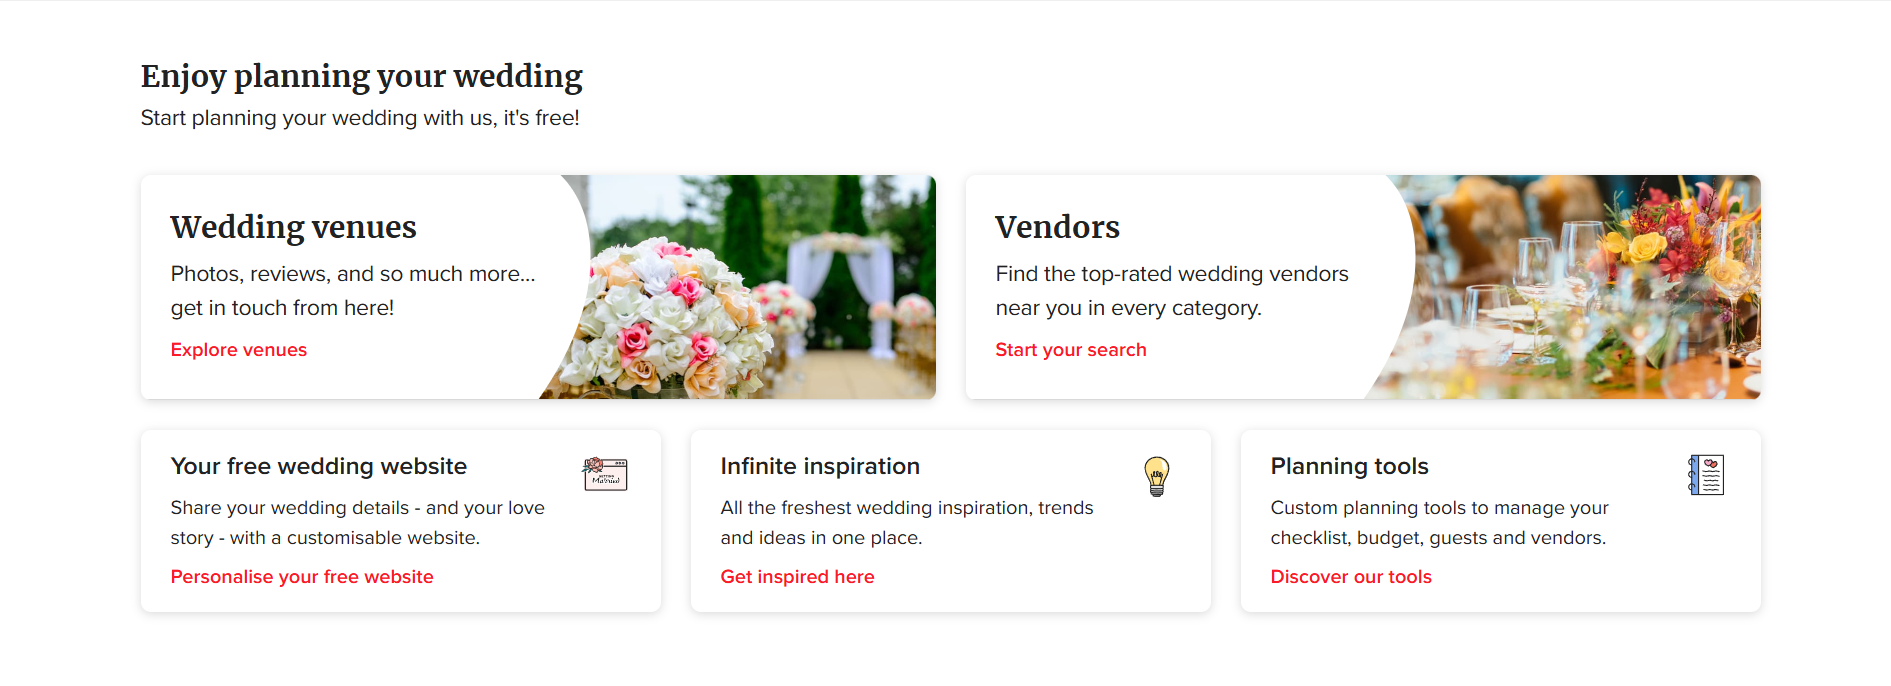 Enjoy planning your wedding
Start planning your wedding with us, it's free!
Wedding venues
Photos, reviews, and so much more...
get in touch from here!
Explore venues
Vendors
Find the top-rated wedding vendors
near you in every category.
Start your search
Your free wedding website
Share your wedding details - and your love
story - with a customisable website.
Personalise your free website
Infinite inspiration
All the freshest wedding inspiration, trends
and ideas in one place.
Get inspired here
Planning tools
Custom planning tools to manage your
checklist, budget, guests and vendors.
Discover our tools